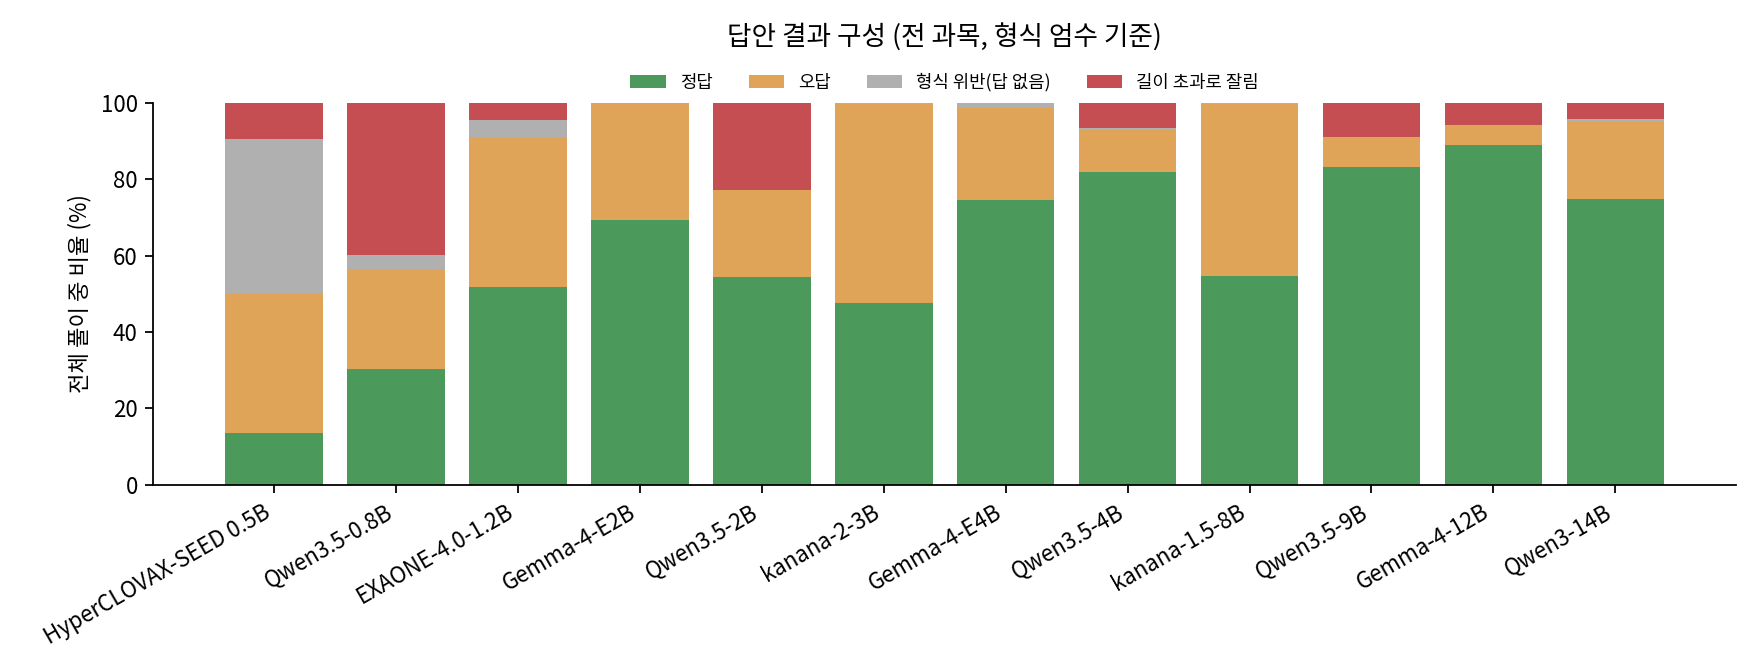 답안 결과 구성 (전 과목, 형식 엄수 기준)
정답 오답 형식 위반(답 없음) 길이 초과로 잘림
전체 풀이 중 비율 (%)
100
80
60
40
20
0
HyperCLOVAX-SEED 0.5B
Qwen3.5-0.8B
EXAONE-4.0-1.2B
Gemma-4-E2B
Qwen3.5-2B
kanana-2-3B
Gemma-4-E4B
Qwen3.5-4B
kanana-1.5-8B
Qwen3.5-9B
Gemma-4-12B
Qwen3-14B